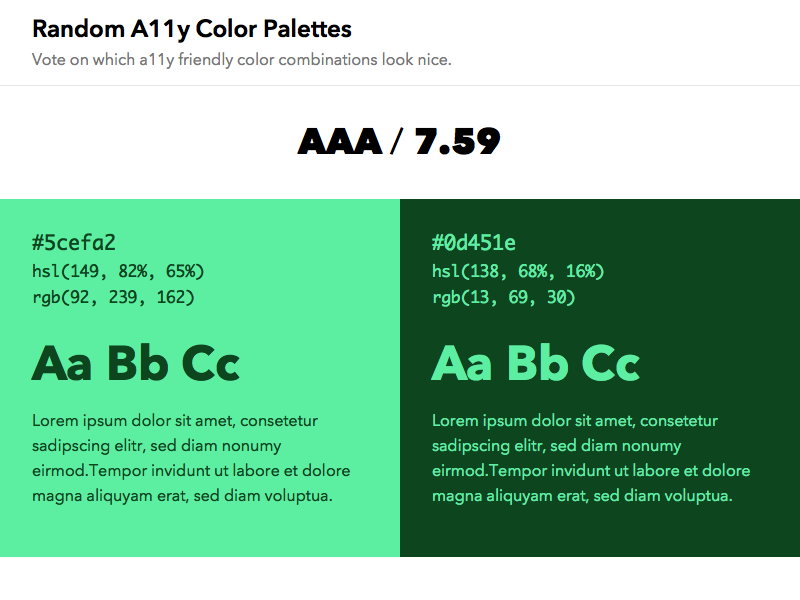 Random A11y Color Palettes
Vote on which a11y friendly color combinations look nice.
AAA / 7.59
#5cefa2
hsl(149, 82%, 65%)
rgb(92, 239, 162)
Aa Bb Cc
Lorem ipsum dolor sit amet, consetetur
sadipscing elitr, sed diam nonumy
eirmod.Tempor invidunt ut labore et dolore
magna aliquyam erat, sed diam voluptua.
#0d451e
hsl(138, 68%, 16%)
rgb(13, 69, 30)
Aa Bb Cc
Lorem ipsum dolor sit amet, consetetur
sadipscing elitr, sed diam nonumy
eirmod.Tempor invidunt ut labore et dolore
magna aliquyam erat, sed diam voluptua.